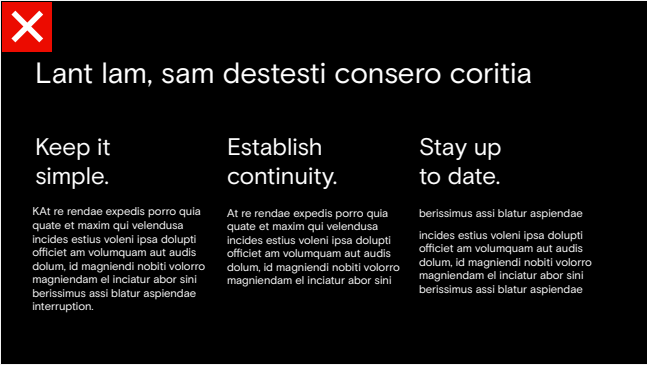 Lant lam, sam destesti consero coritia
Keep it
simple.
KAt re rendae expedis porro quia
quate et maxim qui velendusa
incides estius voleni ipsa dolupti
officiet am volumquam aut audis
dolum, id magniendi nobiti volorro
magniendam el inciatur abor sini
berissimus assi blatur aspiendae
interruption.
Establish
continuity.
At re rendae expedis porro quia
quate et maxim qui velendusa
incides estius voleni ipsa dolupti
officiet am volumquam aut audis
dolum, id magniendi nobiti volorro
magniendam el inciatur abor sini
Stay up
to date.
berissimus assi blatur aspiendae
incides estius voleni ipsa dolupti
officiet am volumquam aut audis
dolum, id magniendi nobiti volorro
magniendam el inciatur abor sini
berissimus assi blatur aspiendae